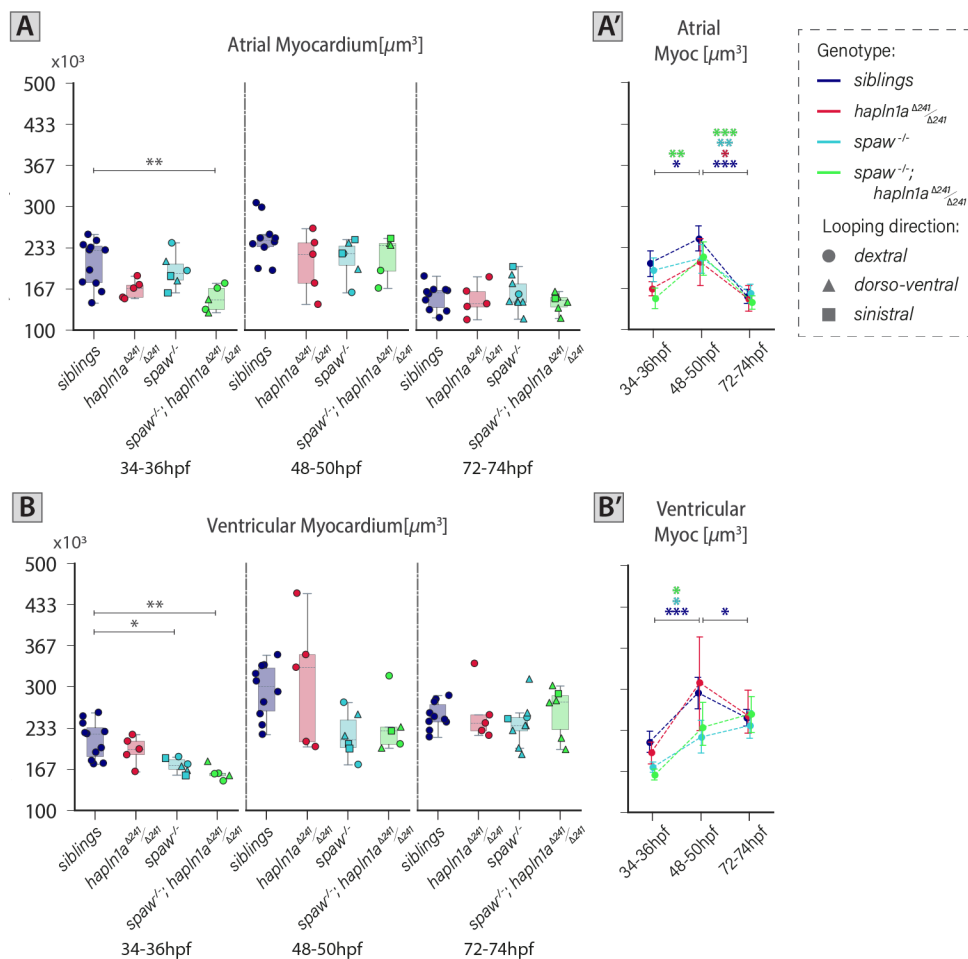 A
Atrial Myocardium[μm³]
x10³
500
433
367
300
233
167
100
**
siblings
hapln1a Δ241/Δ241
spaw⁻/⁻
spaw⁻/⁻; hapln1a Δ241/Δ241
34-36hpf
siblings
hapln1a Δ241/Δ241
spaw⁻/⁻
spaw⁻/⁻; hapln1a Δ241/Δ241
48-50hpf
siblings
hapln1a Δ241/Δ241
spaw⁻/⁻
spaw⁻/⁻; hapln1a Δ241/Δ241
72-74hpf
A'
Atrial
Myoc [μm³]
**
*
***
**
*
***
34-36hpf
48-50hpf
72-74hpf
Genotype:
siblings
hapln1a Δ241/Δ241
spaw⁻/⁻
spaw⁻/⁻;
hapln1a Δ241/Δ241
Looping direction:
dextral
dorso-ventral
sinistral
B
Ventricular Myocardium[μm³]
x10³
500
433
367
300
233
167
100
**
*
siblings
hapln1a Δ241/Δ241
spaw⁻/⁻
spaw⁻/⁻; hapln1a Δ241/Δ241
34-36hpf
siblings
hapln1a Δ241/Δ241
spaw⁻/⁻
spaw⁻/⁻; hapln1a Δ241/Δ241
48-50hpf
siblings
hapln1a Δ241/Δ241
spaw⁻/⁻
spaw⁻/⁻; hapln1a Δ241/Δ241
72-74hpf
B'
Ventricular
Myoc [μm³]
*
*
***
*
34-36hpf
48-50hpf
72-74hpf